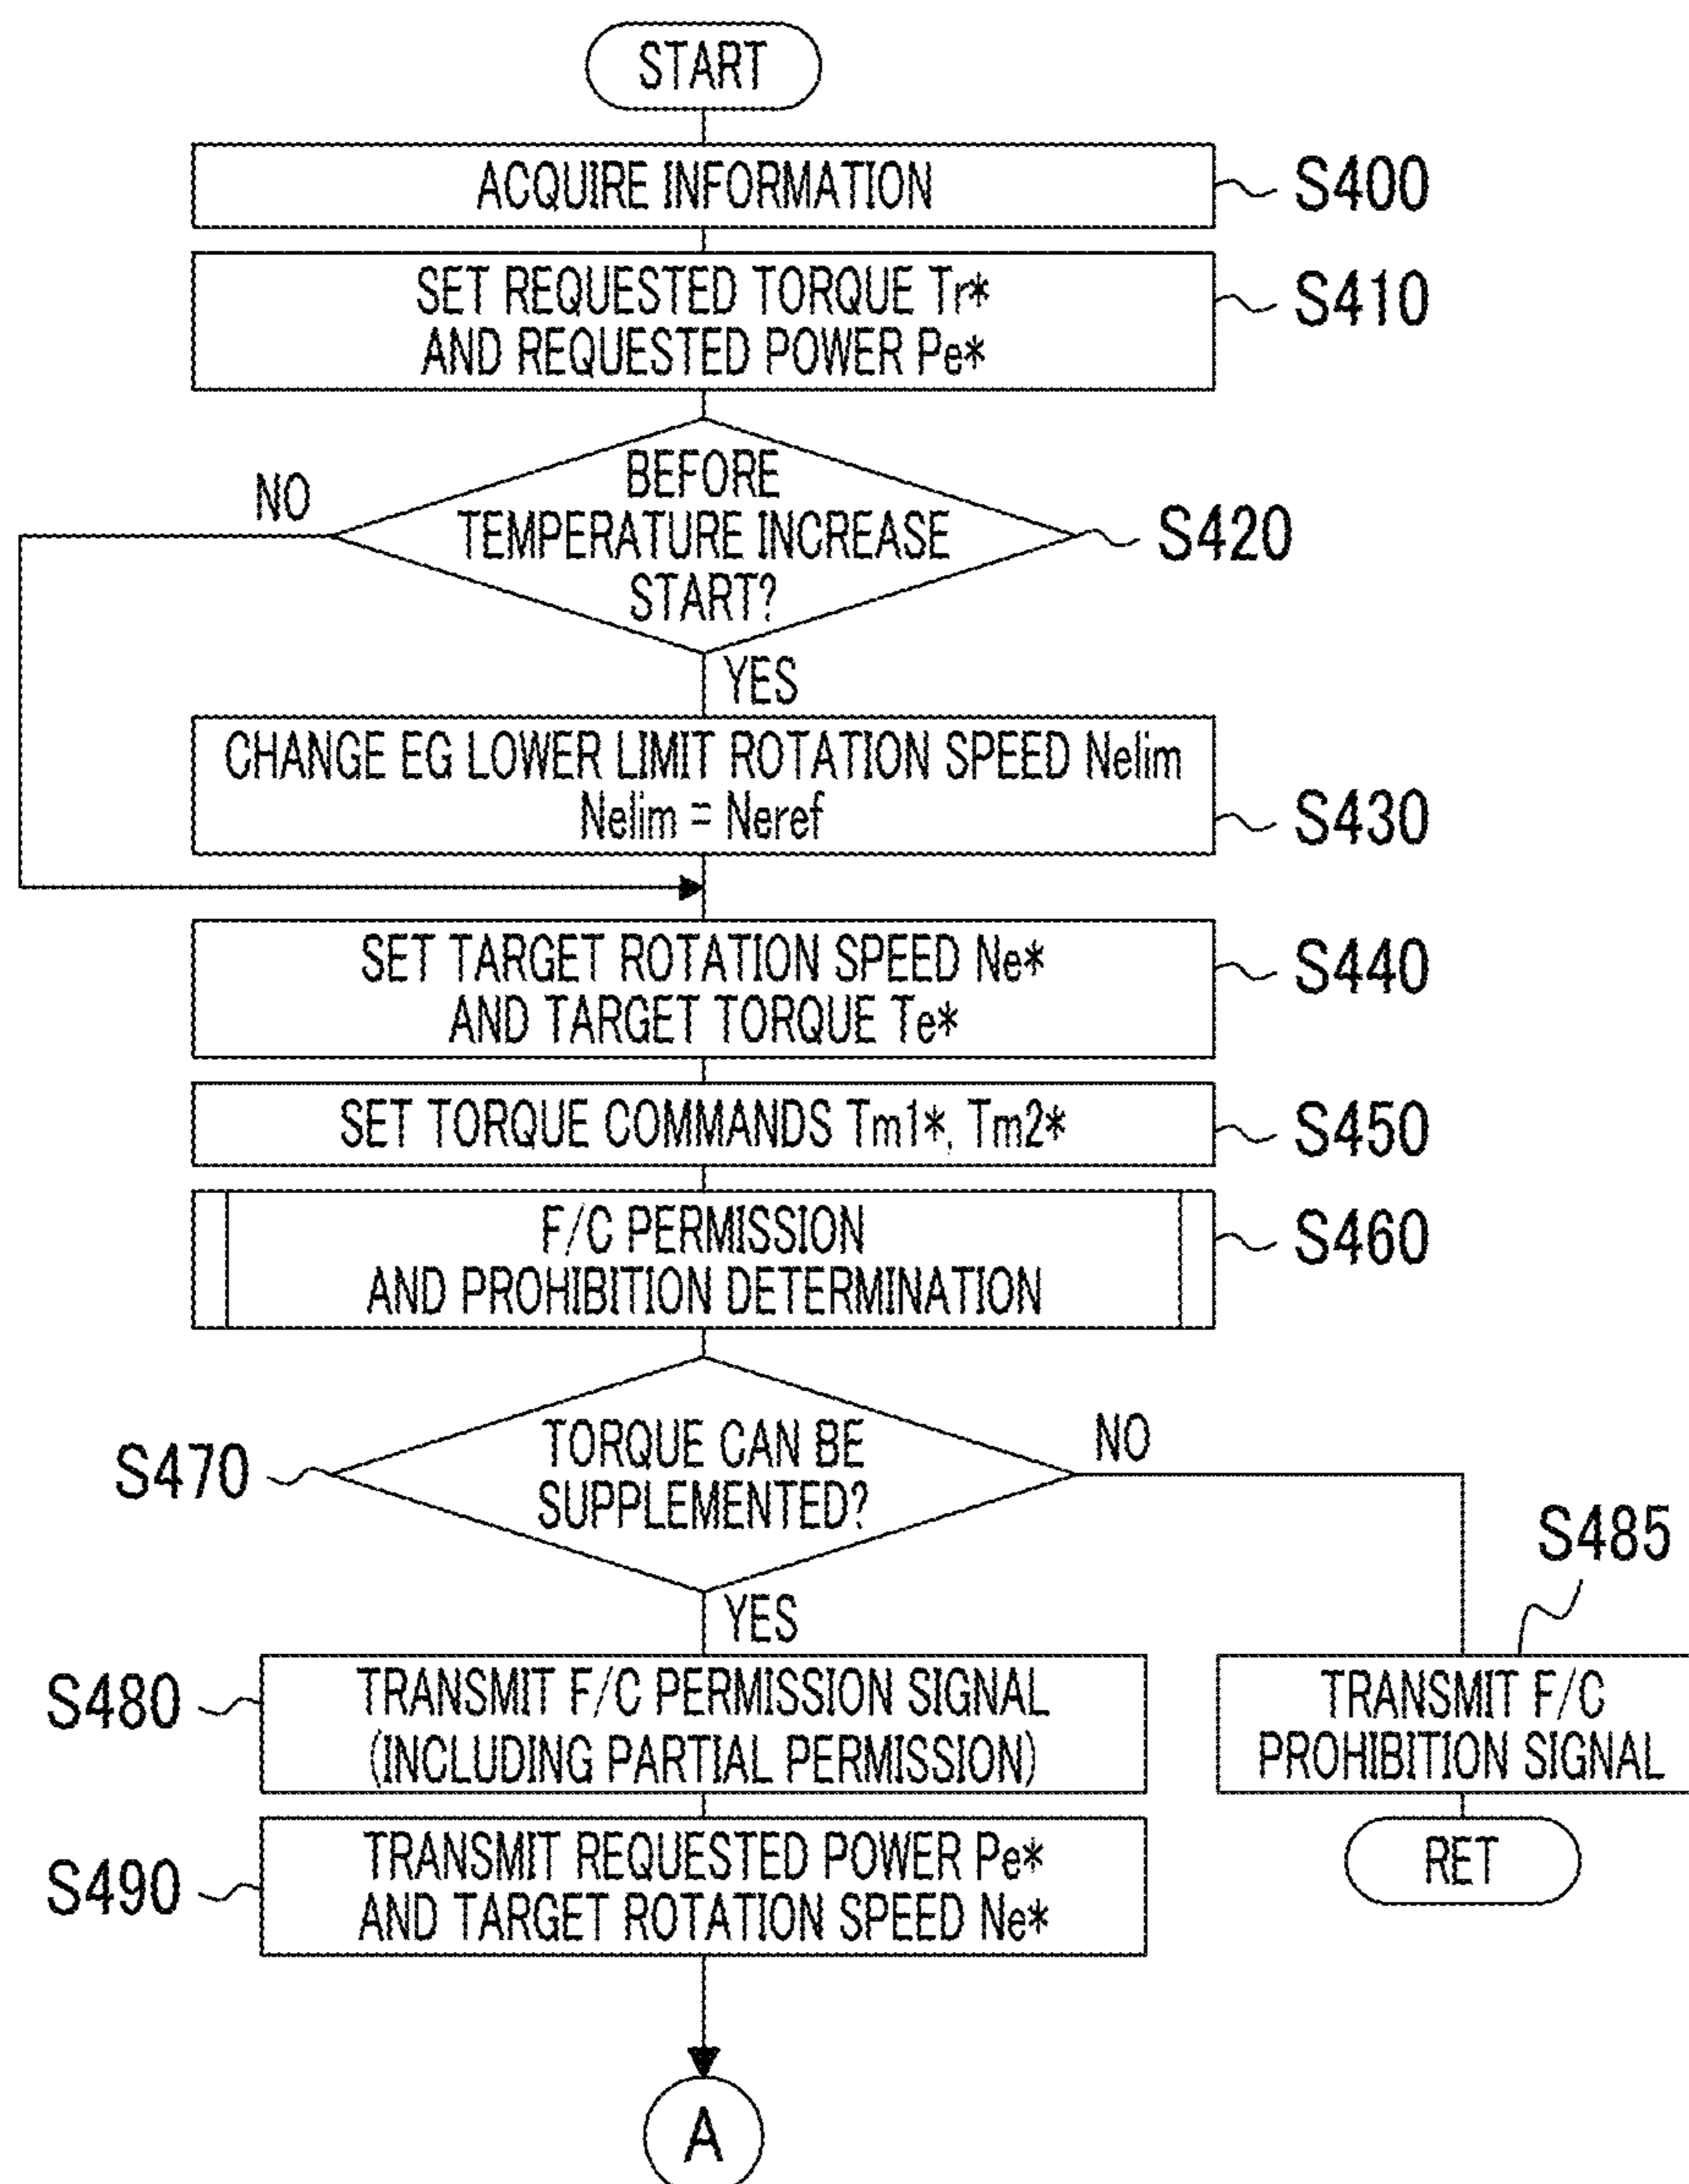 START
ACQUIRE INFORMATION
S400
SET REQUESTED TORQUE Tr*
AND REQUESTED POWER Pe*
S410
BEFORE
TEMPERATURE INCREASE
START?
S420
NO
YES
CHANGE EG LOWER LIMIT ROTATION SPEED Nelim
Nelim = Neref
S430
SET TARGET ROTATION SPEED Ne*
AND TARGET TORQUE Te*
S440
SET TORQUE COMMANDS Tm1*, Tm2*
S450
F/C PERMISSION
AND PROHIBITION DETERMINATION
S460
S470
TORQUE CAN BE
SUPPLEMENTED?
NO
YES
S485
S480
TRANSMIT F/C PERMISSION SIGNAL
(INCLUDING PARTIAL PERMISSION)
TRANSMIT F/C
PROHIBITION SIGNAL
S490
TRANSMIT REQUESTED POWER Pe*
AND TARGET ROTATION SPEED Ne*
RET
A